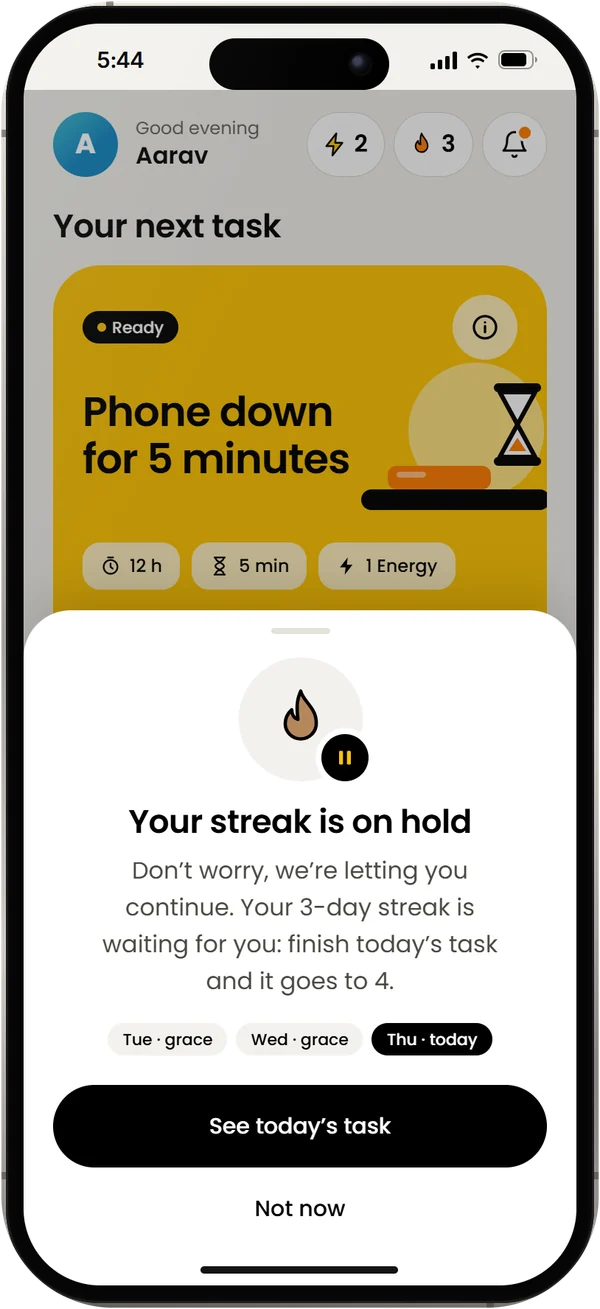 5:44
A
Good evening
Aarav
2
3
Your next task
Ready
Phone down
for 5 minutes
12 h
5 min
1 Energy
Your streak is on hold
Don’t worry, we’re letting you
continue. Your 3-day streak is
waiting for you: finish today’s task
and it goes to 4.
Tue · grace
Wed · grace
Thu · today
See today’s task
Not now